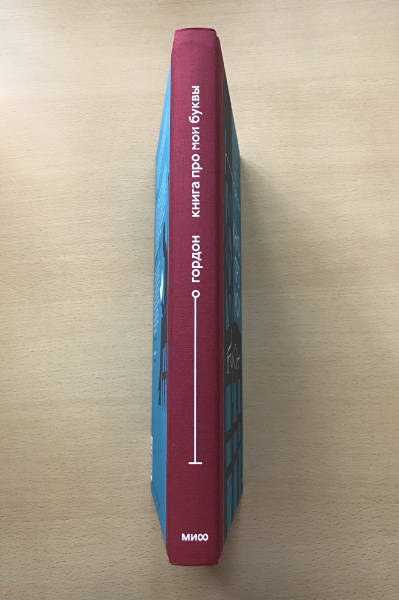 ю гордон книга про мои буквы
миф